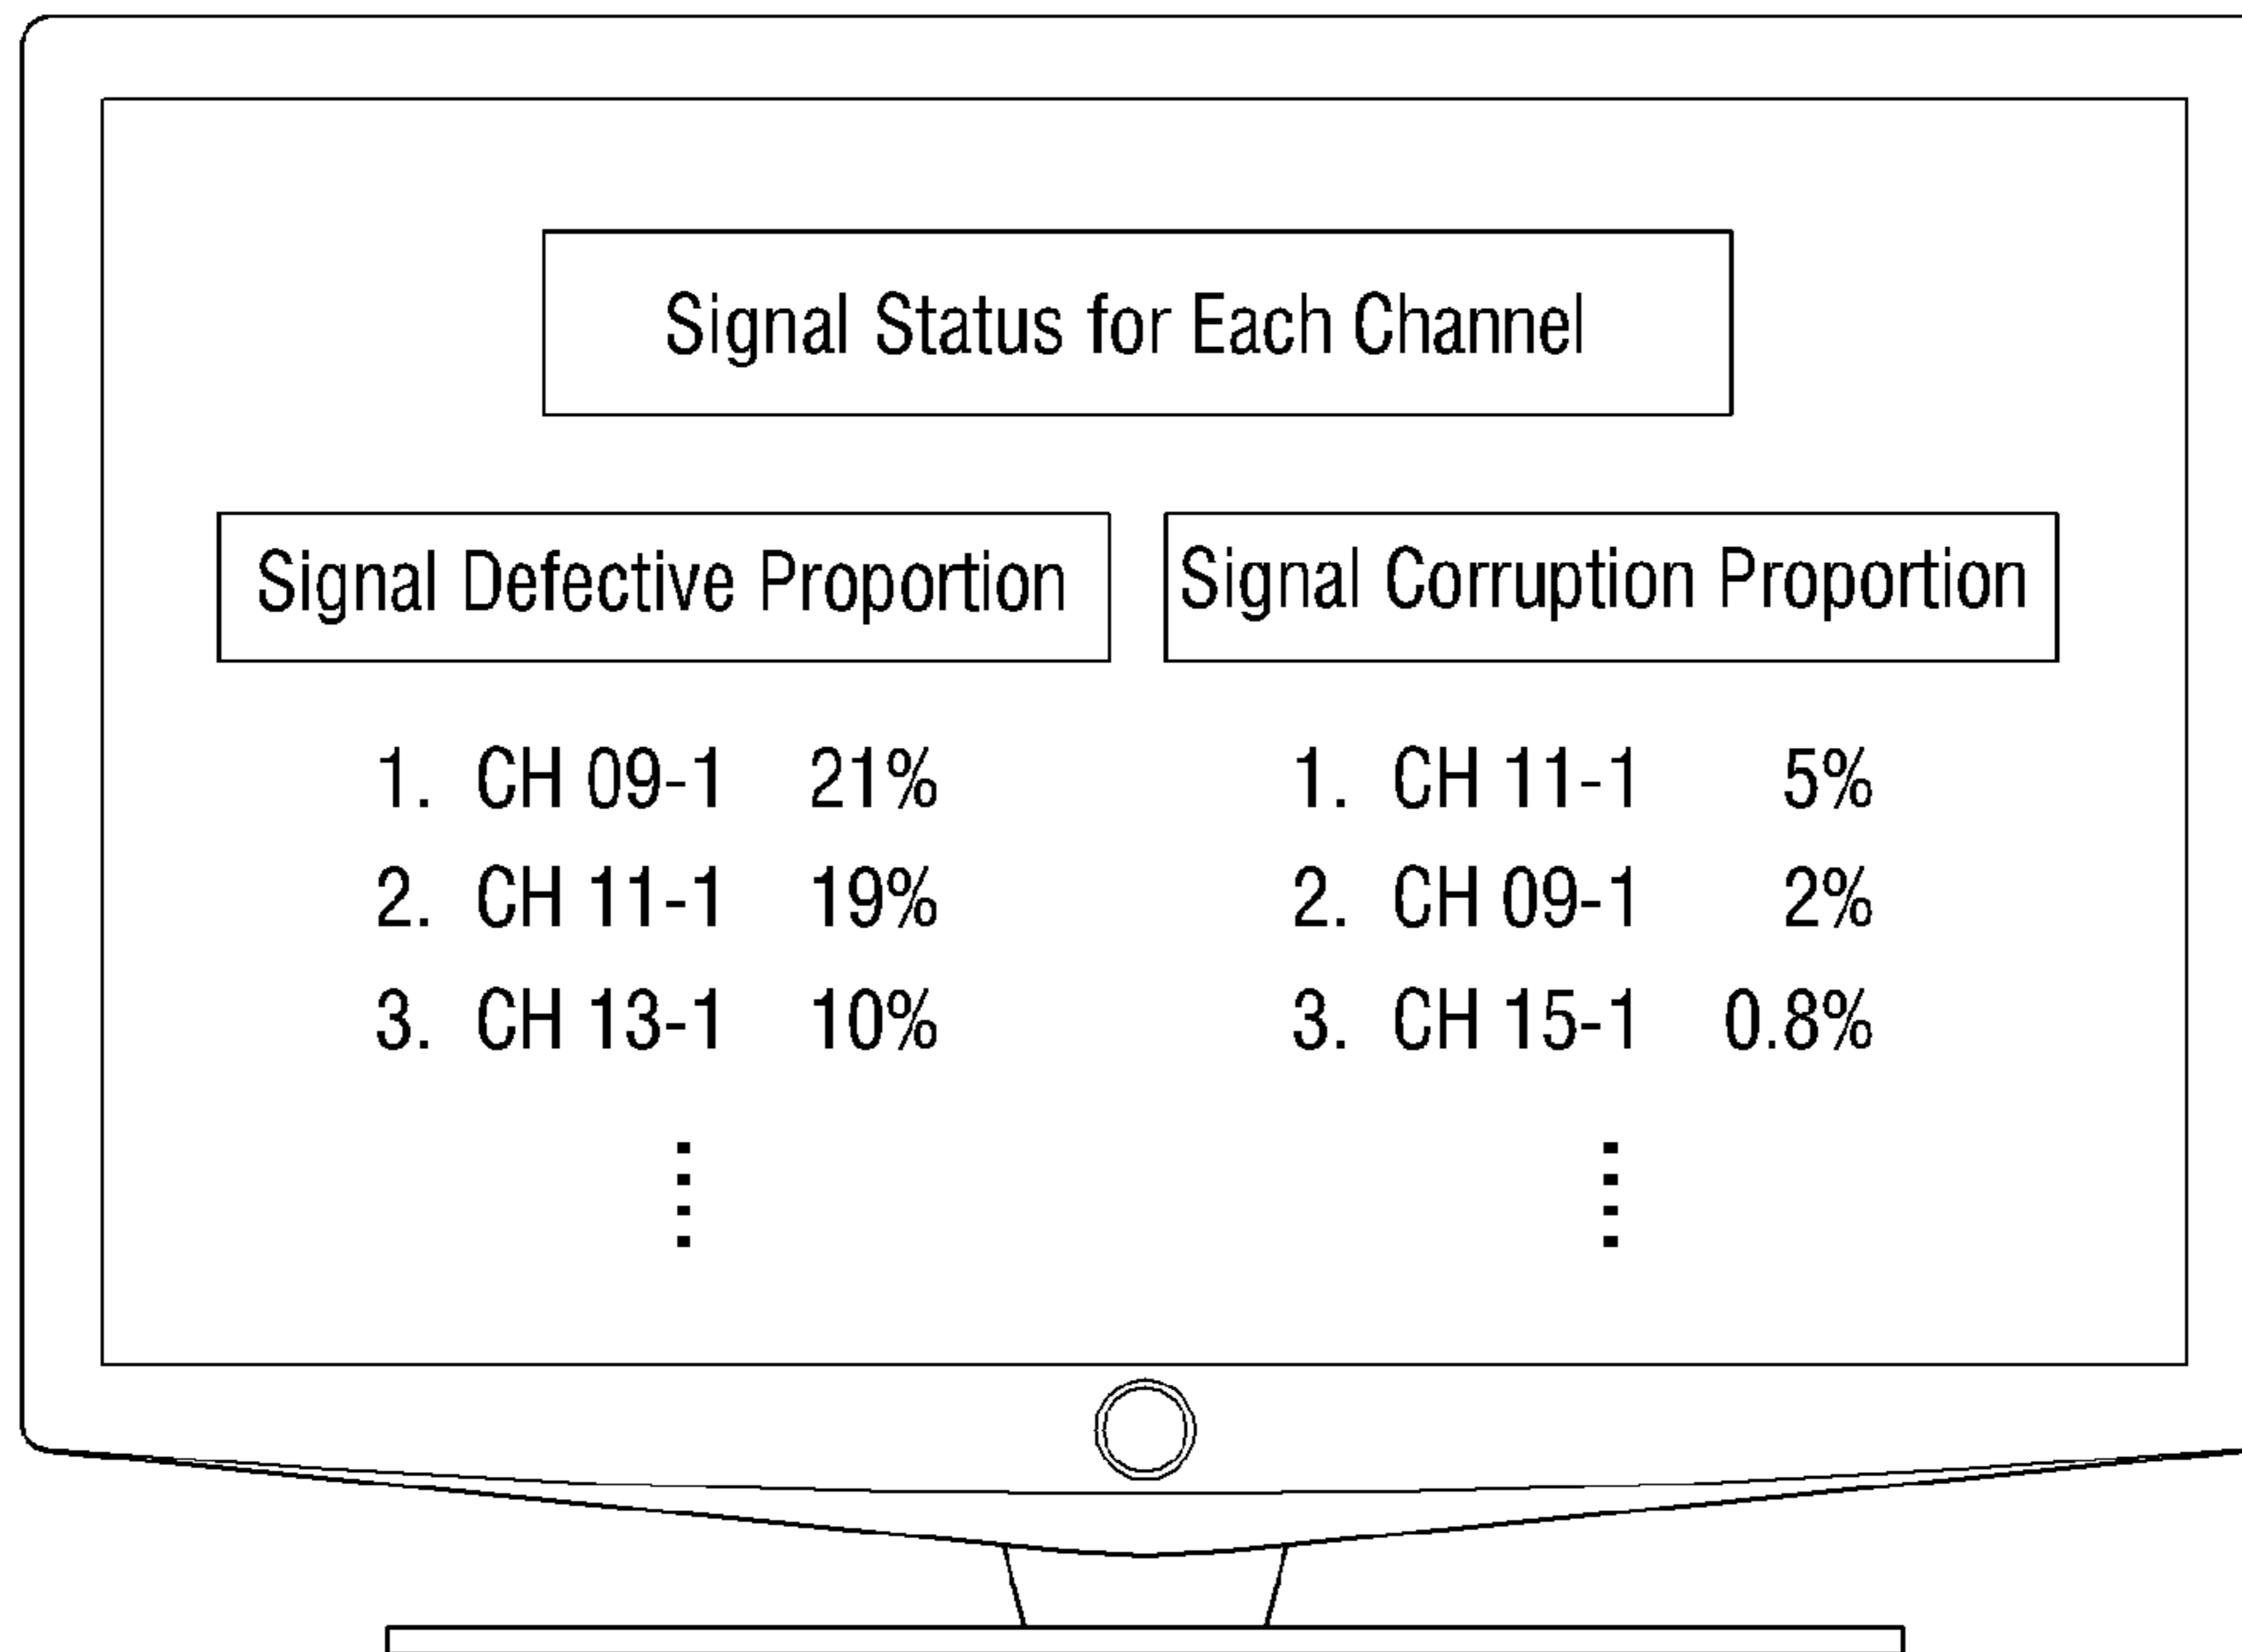 Signal Status for Each Channel
Signal Defective Proportion
1. CH 09-1 21%
2. CH 11-1 19%
3. CH 13-1 10%
Signal Corruption Proportion
1. CH 11-1 5%
2. CH 09-1 2%
3. CH 15-1 0.8%